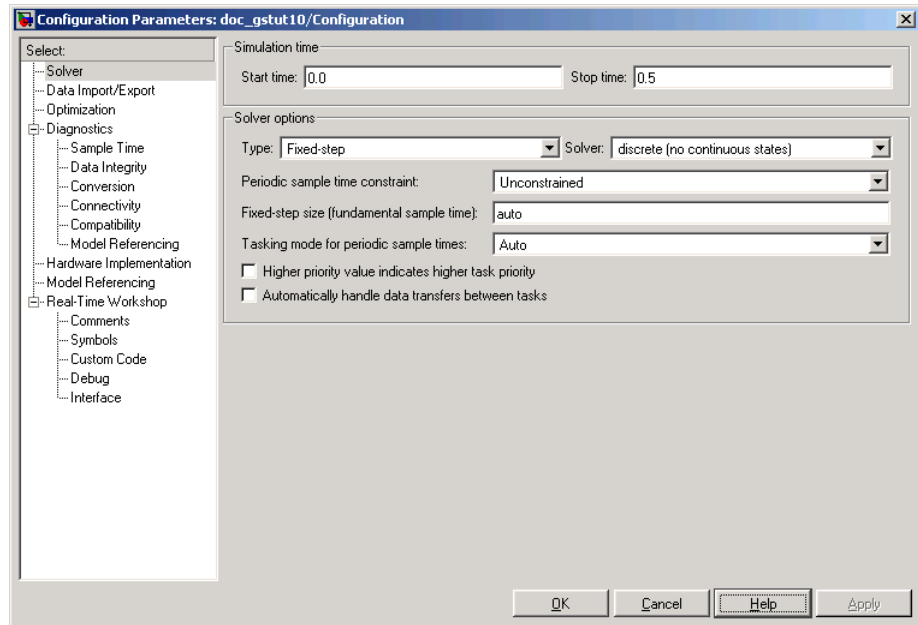 Configuration Parameters: doc_gstut10/Configuration
Select:
Solver
Data Import/Export
Optimization
Diagnostics
Sample Time
Data Integrity
Conversion
Connectivity
Compatibility
Model Referencing
Hardware Implementation
Model Referencing
Real-Time Workshop
Comments
Symbols
Custom Code
Debug
Interface
Simulation time
Start time: 0.0 Stop time: 0.5
Solver options
Type: Fixed-step Solver: discrete (no continuous states)
Periodic sample time constraint: Unconstrained
Fixed-step size (fundamental sample time): auto
Tasking mode for periodic sample times: Auto
Higher priority value indicates higher task priority
Automatically handle data transfers between tasks
OK Cancel Help Apply